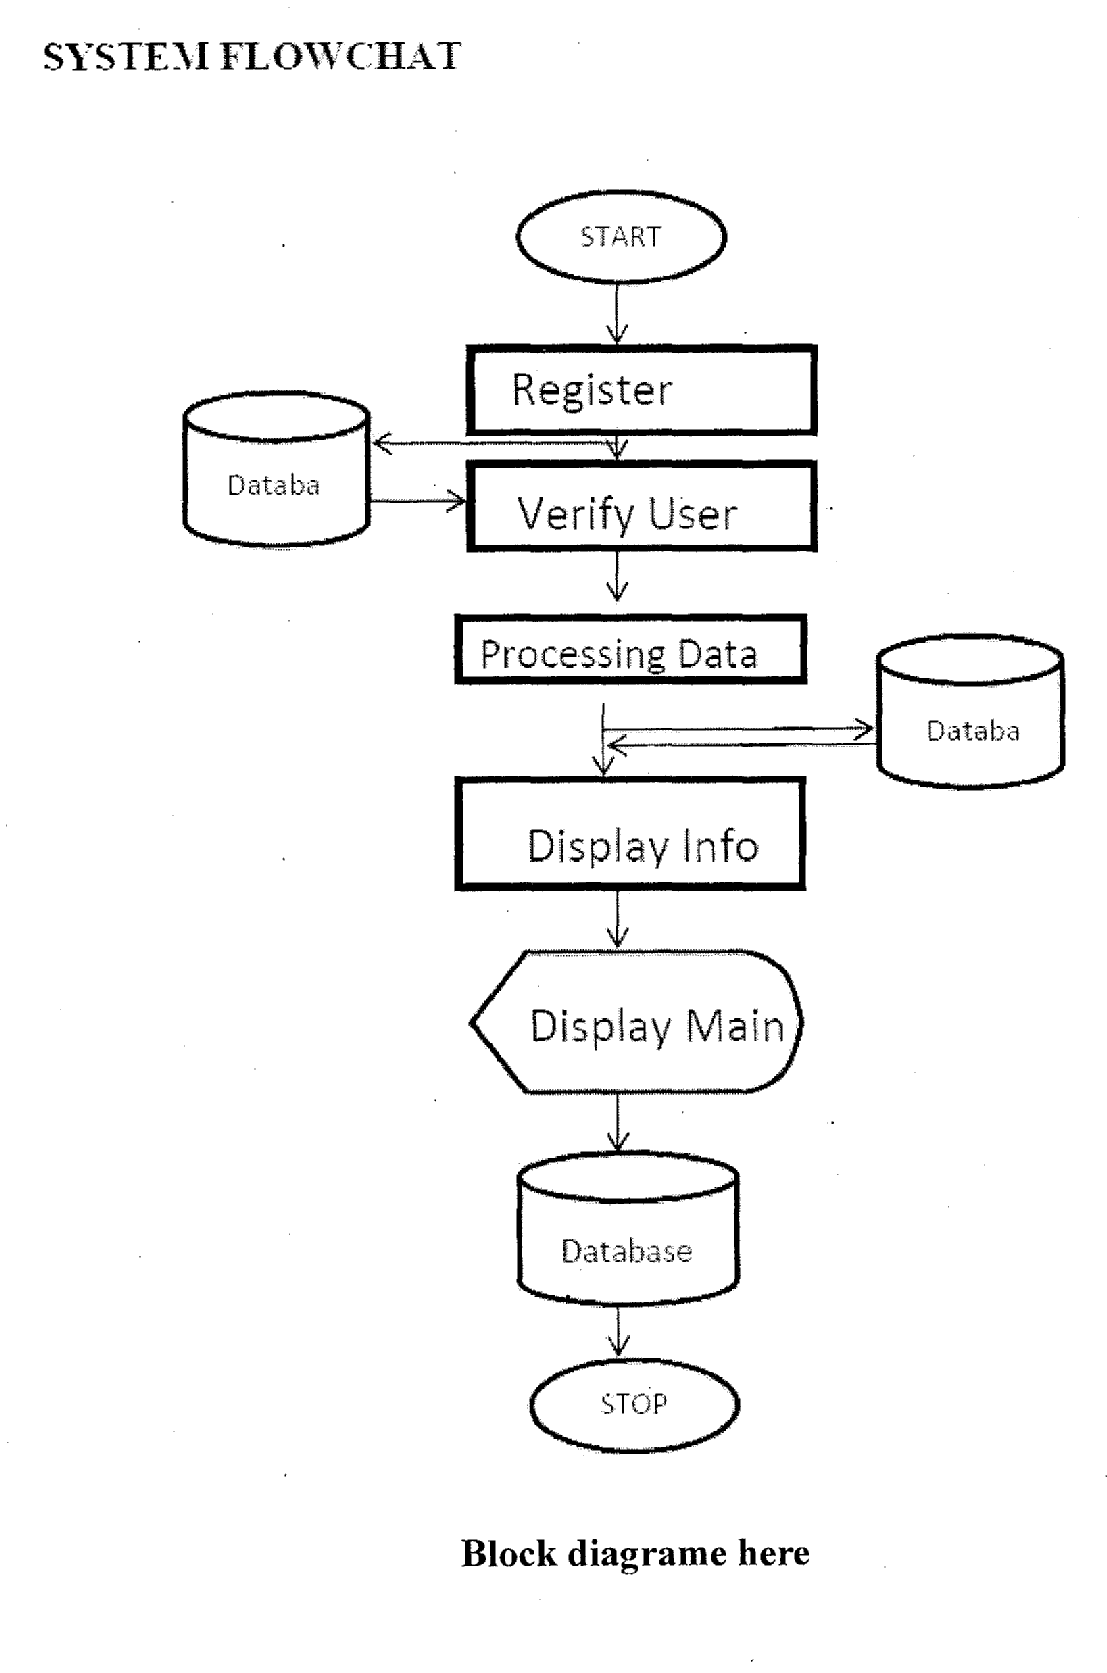 SYSTEM FLOWCHAT
START
Register
Databa
Verify User
Processing Data
Databa
Display Info
Display Main
Database
STOP
Block diagrame here